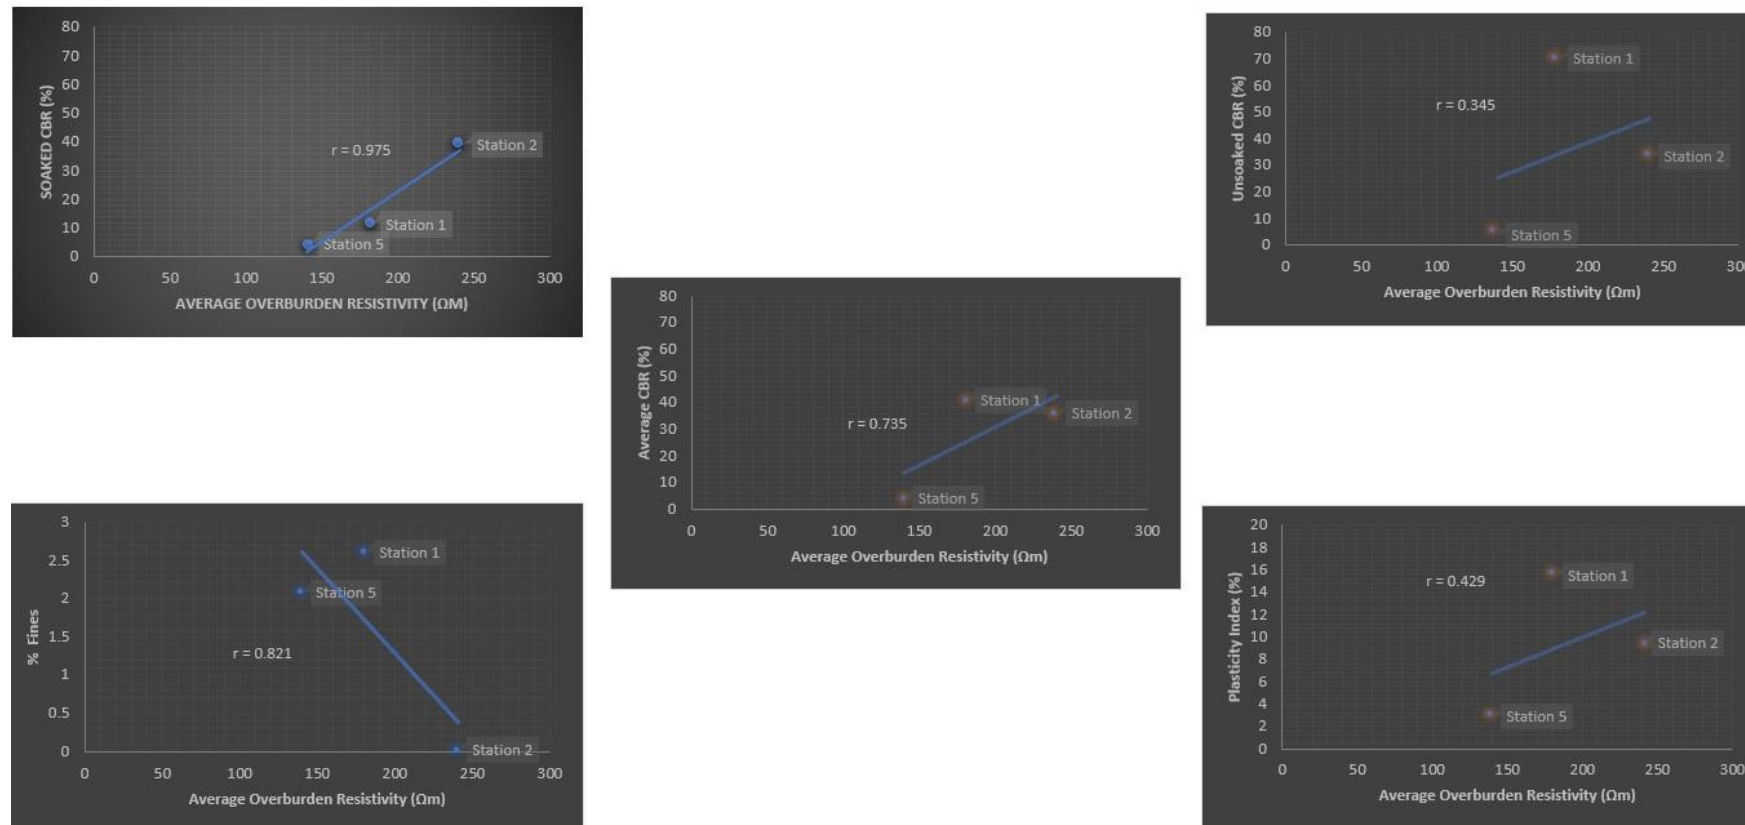 SOAKED CBR (%)
80
70
60
50
40
30
20
10
0
r = 0.975
Station 2
Station 1
Station 5
0 50 100 150 200 250 300
AVERAGE OVERBURDEN RESISTIVITY (ΩM)
Unsoaked CBR (%)
80
70
60
50
40
30
20
10
0
Station 1
r = 0.345
Station 2
Station 5
0 50 100 150 200 250 300
Average Overburden Resistivity (Ωm)
Average CBR (%)
80
70
60
50
40
30
20
10
0
Station 1
Station 2
r = 0.735
Station 5
0 50 100 150 200 250 300
Average Overburden Resistivity (Ωm)
% Fines
3
2.5
2
1.5
1
0.5
0
Station 1
Station 5
r = 0.821
Station 2
0 50 100 150 200 250 300
Average Overburden Resistivity (Ωm)
Plasticity Index (%)
20
18
16
14
12
10
8
6
4
2
0
Station 1
r = 0.429
Station 2
Station 5
0 50 100 150 200 250 300
Average Overburden Resistivity (Ωm)